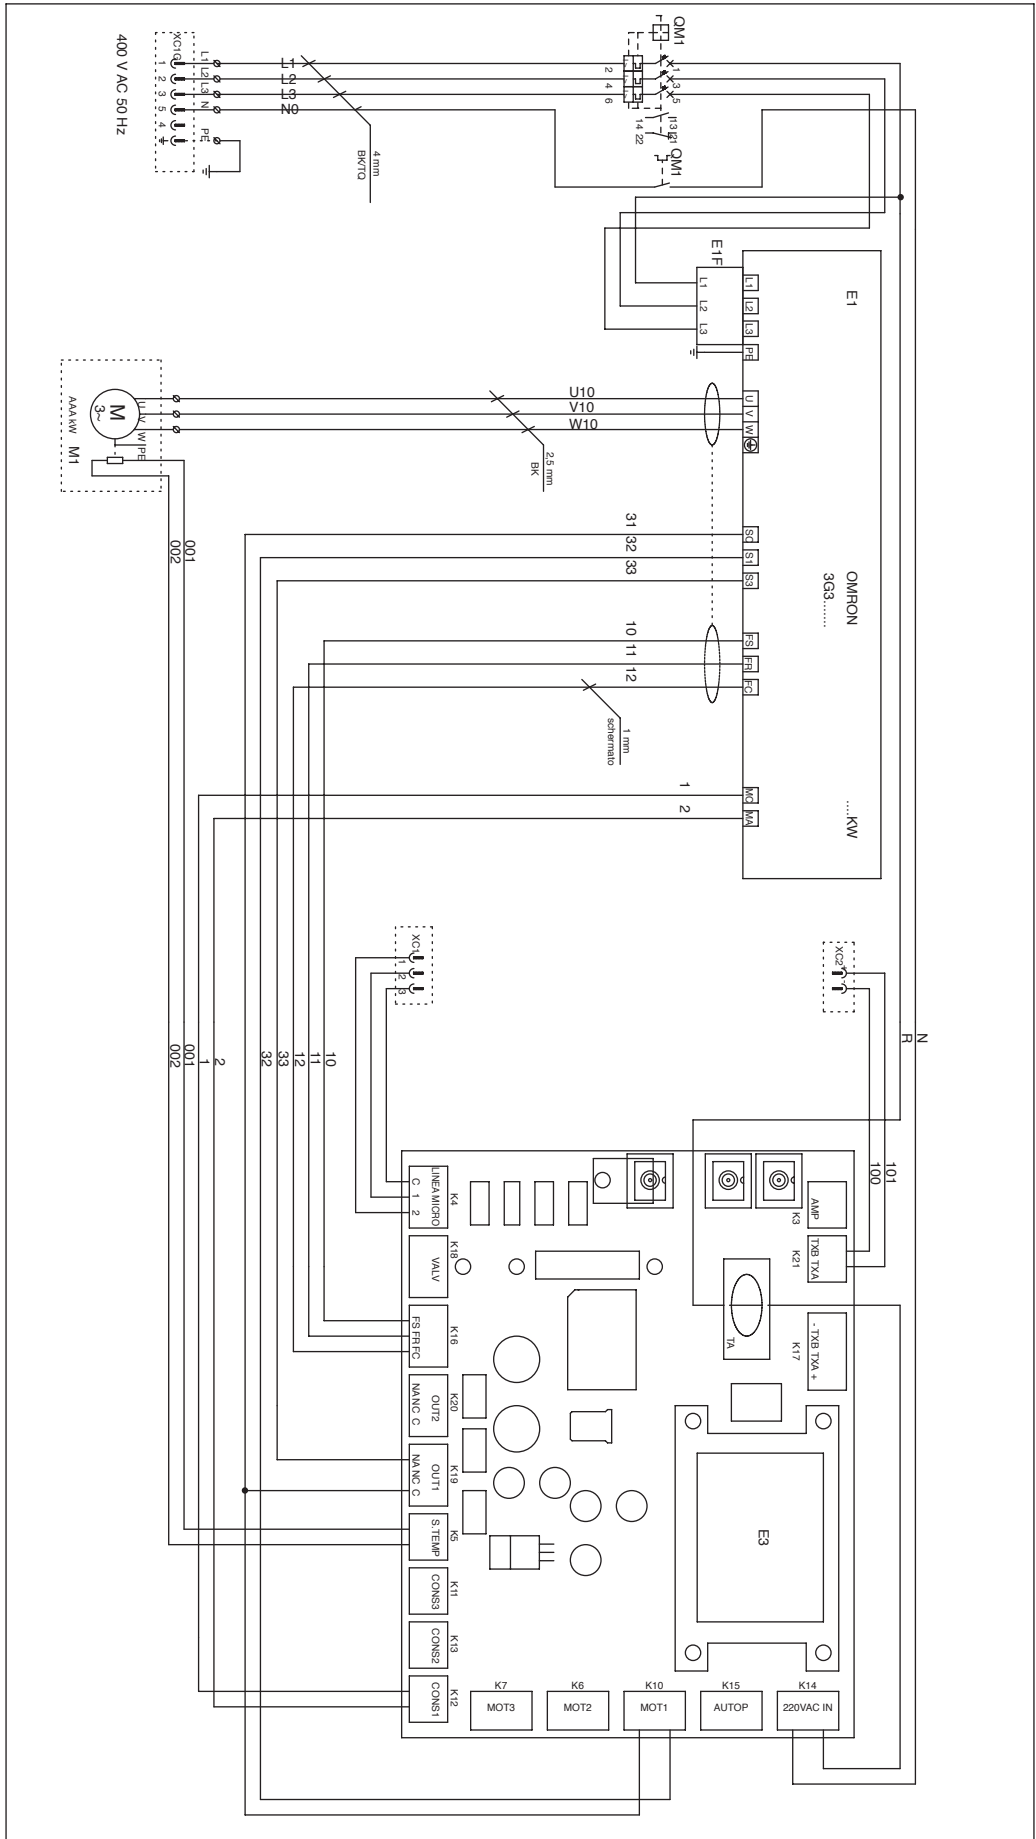 400 V AC 50 Hz
XC1G
1
2
3
5
4
L1
L2
L3
N
PE
L1
L2
L3
N0
4 mm
BK/TQ
QM1
2
4
6
1
3
5
13
21
14
22
QM1
E1F
L1
L2
L3
E1
L1
L2
L3
PE
U
V
W
SC
S1
S3
FS
FR
FC
MC
MA
OMRON
3G3.......
.....KW
U10
V10
W10
2,5 mm
BK
M
3~
U
V
W
PE
AAA kW
M1
001
002
31
32
33
10
11
12
1 mm
schermato
1
2
XC1
1
2
3
XC2
N
R
101
100
10
11
12
33
32
2
1
001
002
K4
LINEA MICRO
C 1 2
K18
VALV
K16
FS FR FC
K20
OUT2
NA NC C
K19
OUT1
NA NC C
K5
S.TEMP
K11
CONS3
K13
CONS2
K12
CONS1
K3
AMP
K21
TXB TXA
K17
- TXB TXA +
TA
E3
K7
MOT3
K6
MOT2
K10
MOT1
K15
AUTOP
K14
220VAC IN